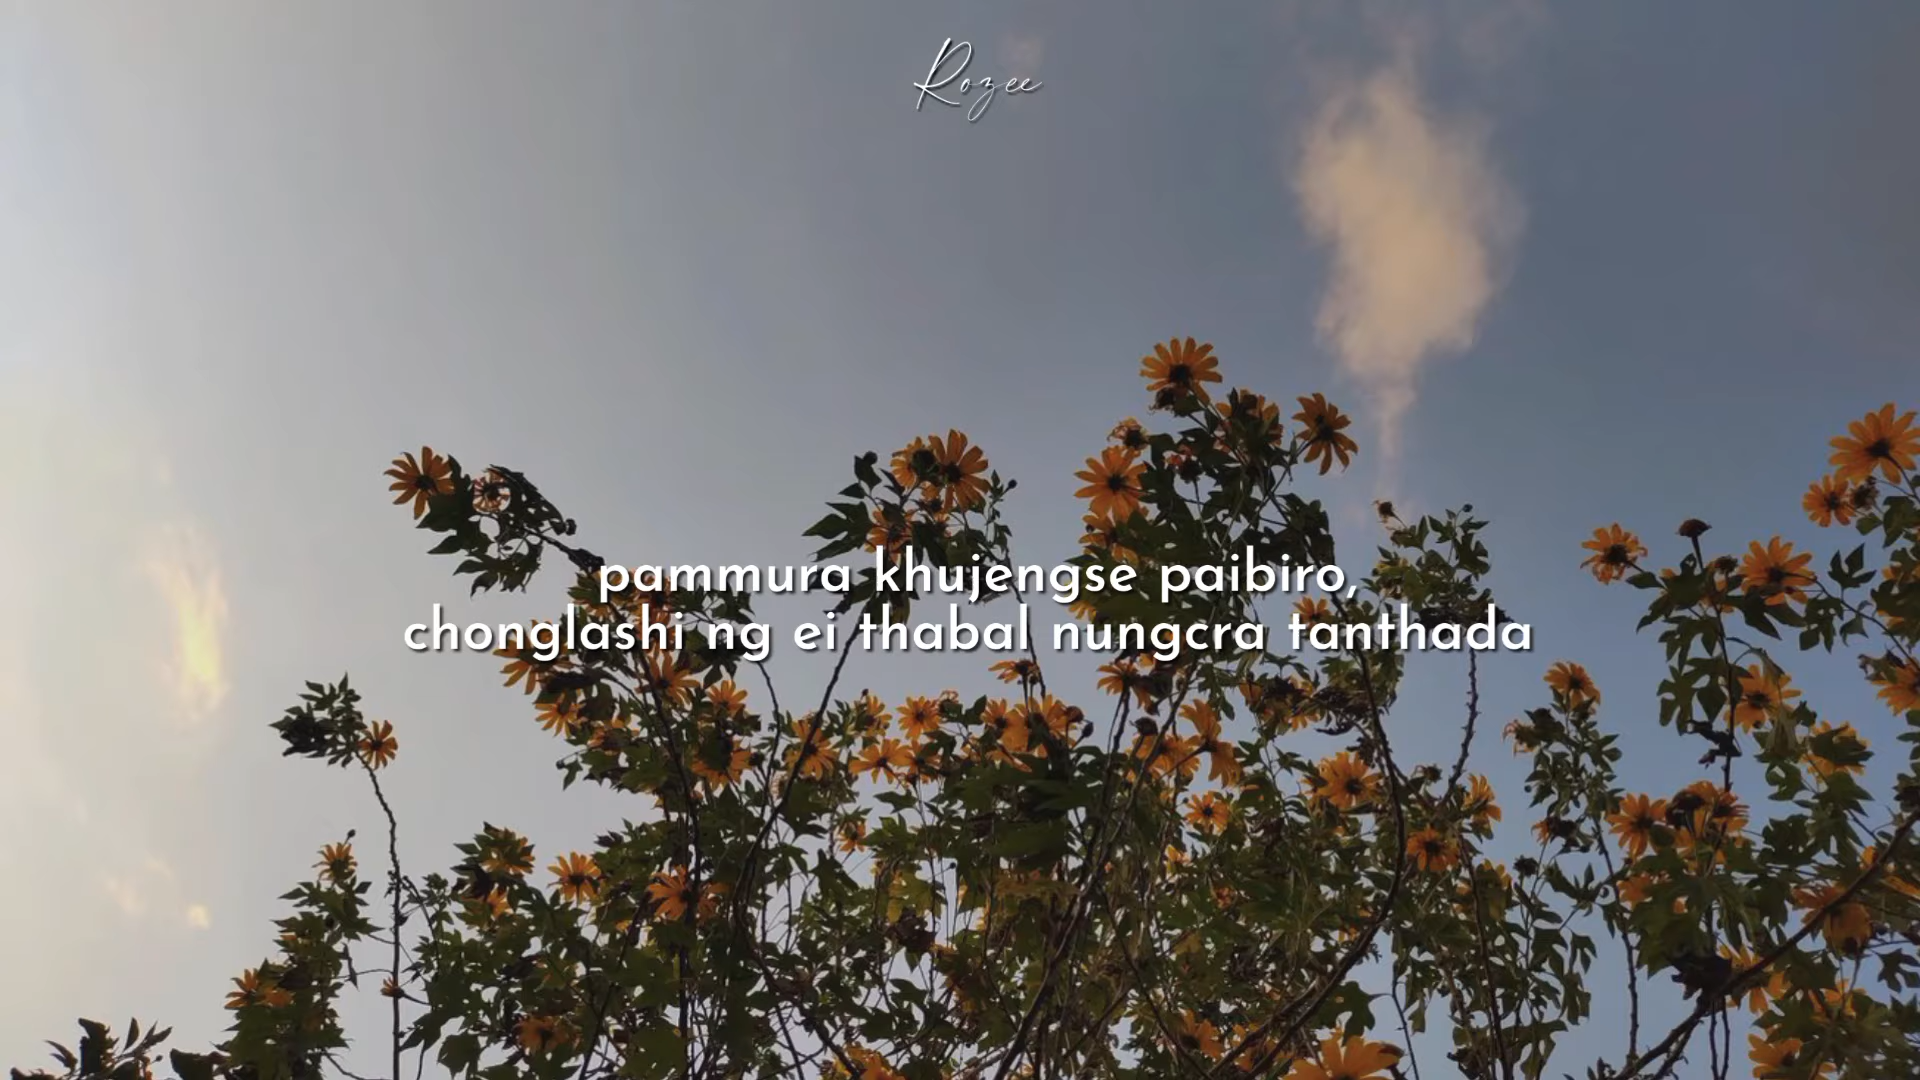 Rozee
pammura khujengse paibiro,
chonglashi ng ei thabal nungcra tanthada